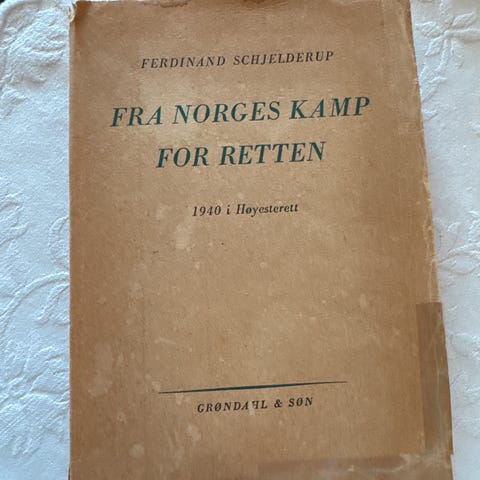 FERDINAND SCHJELDERUP
FRA NORGES KAMP
FOR RETTEN
1940 i Høyesterett
GRØNDAHL & SØN